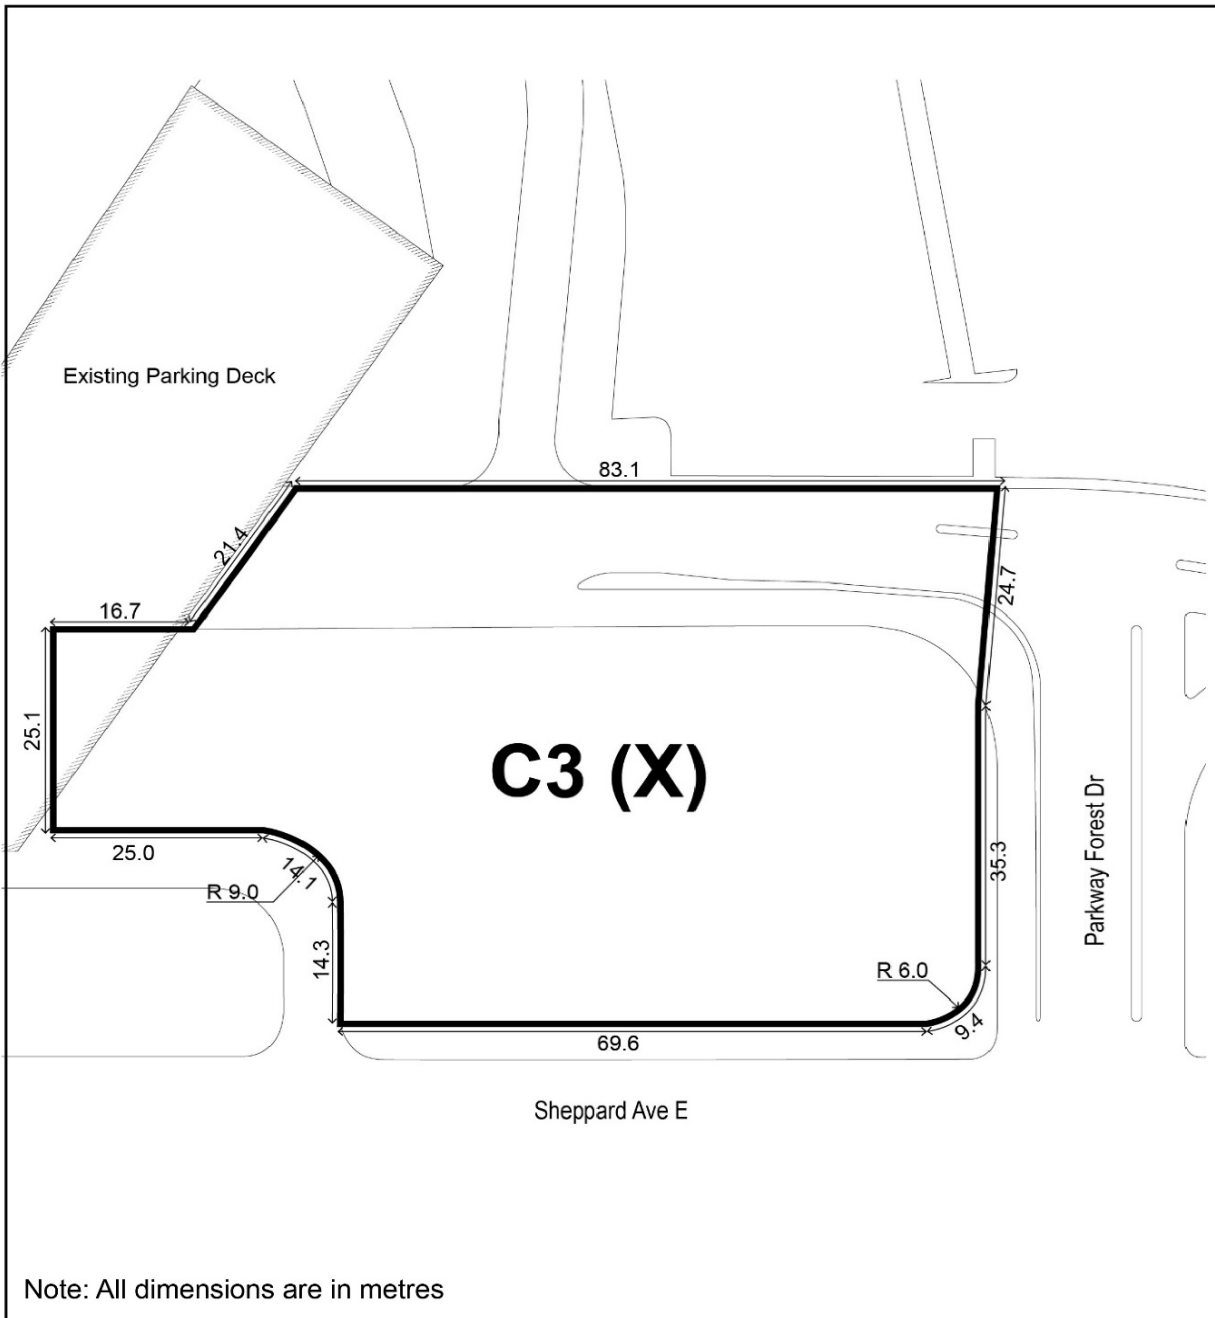 Existing Parking Deck
83.1
21.4
24.7
16.7
25.1
C3 (X)
25.0
14.1
R 9.0
35.3
Parkway Forest Dr
14.3
R 6.0
9.4
69.6
Sheppard Ave E
Note: All dimensions are in metres